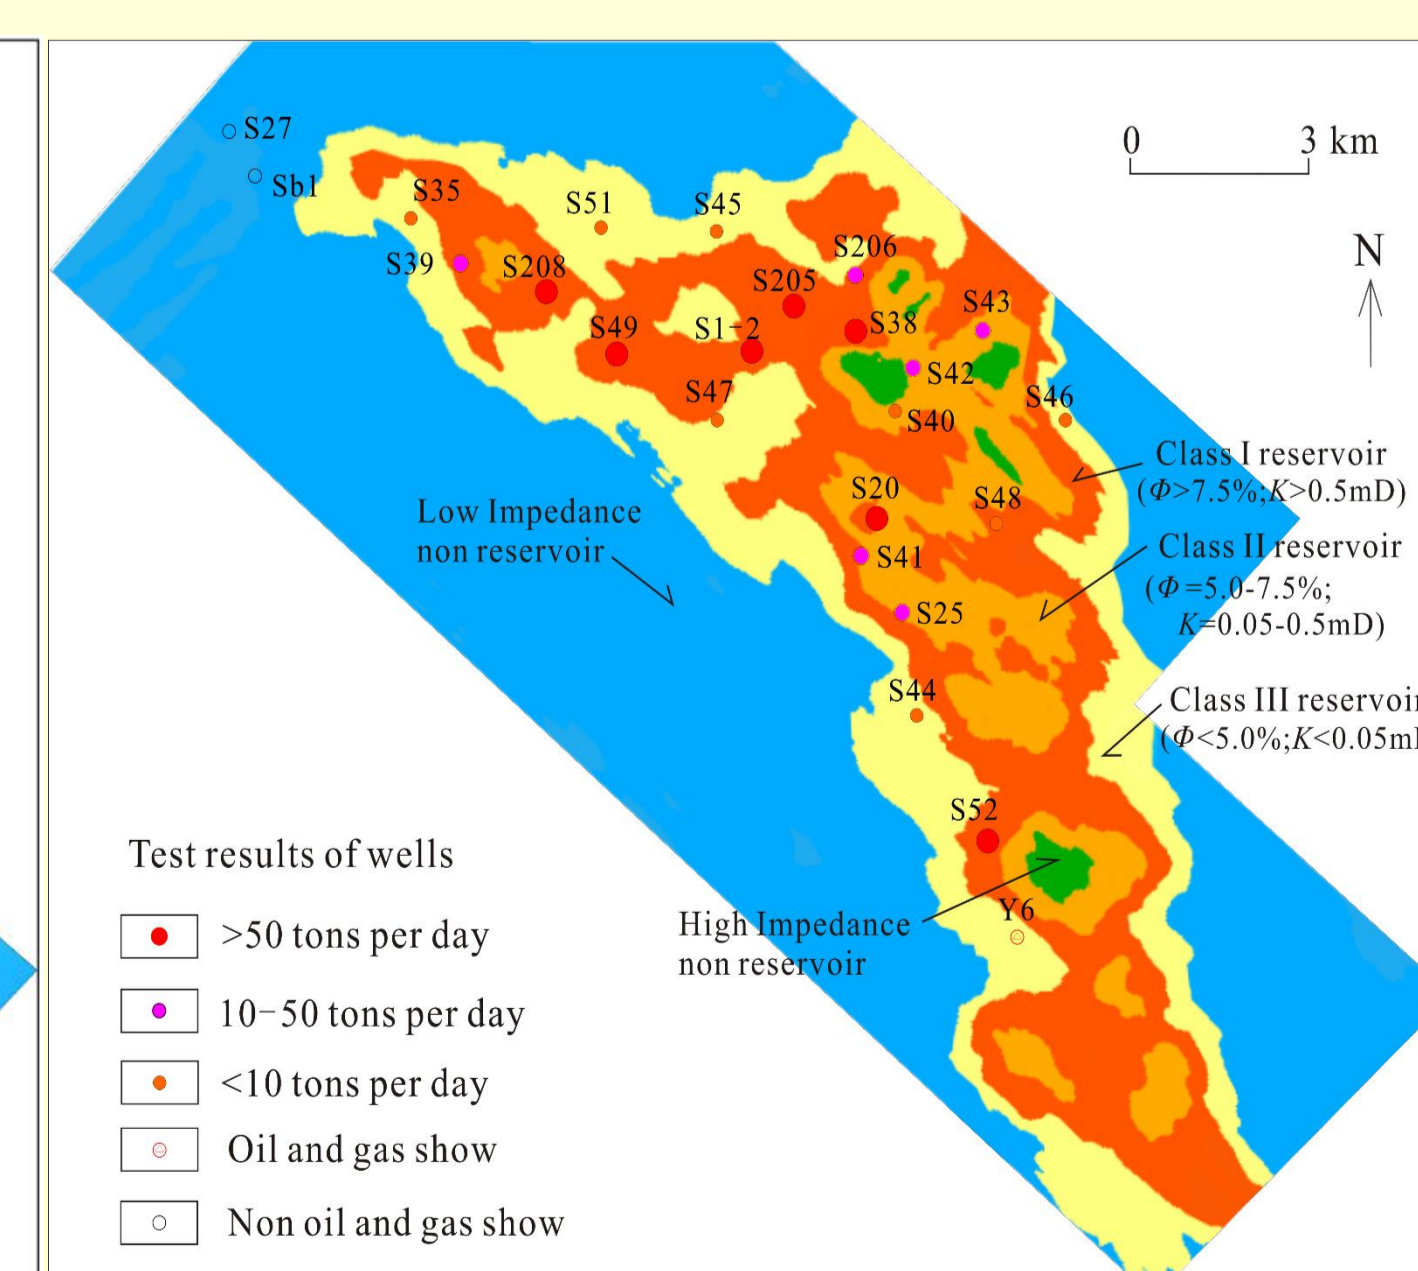 S27
Sb1
S35
S51
S45
S39
S208
S206
S205
S43
S49
S1-2
S38
S42
S47
S46
S40
S20
S48
S41
S25
S44
S52
Y6
0 3 km
N
Class I reservoir
(Φ>7.5%;K>0.5mD)
Class II reservoir
(Φ=5.0-7.5%;
K=0.05-0.5mD)
Class III reservoir
(Φ<5.0%;K<0.05m
Low Impedance
non reservoir
High Impedance
non reservoir
Test results of wells
>50 tons per day
10-50 tons per day
<10 tons per day
Oil and gas show
Non oil and gas show